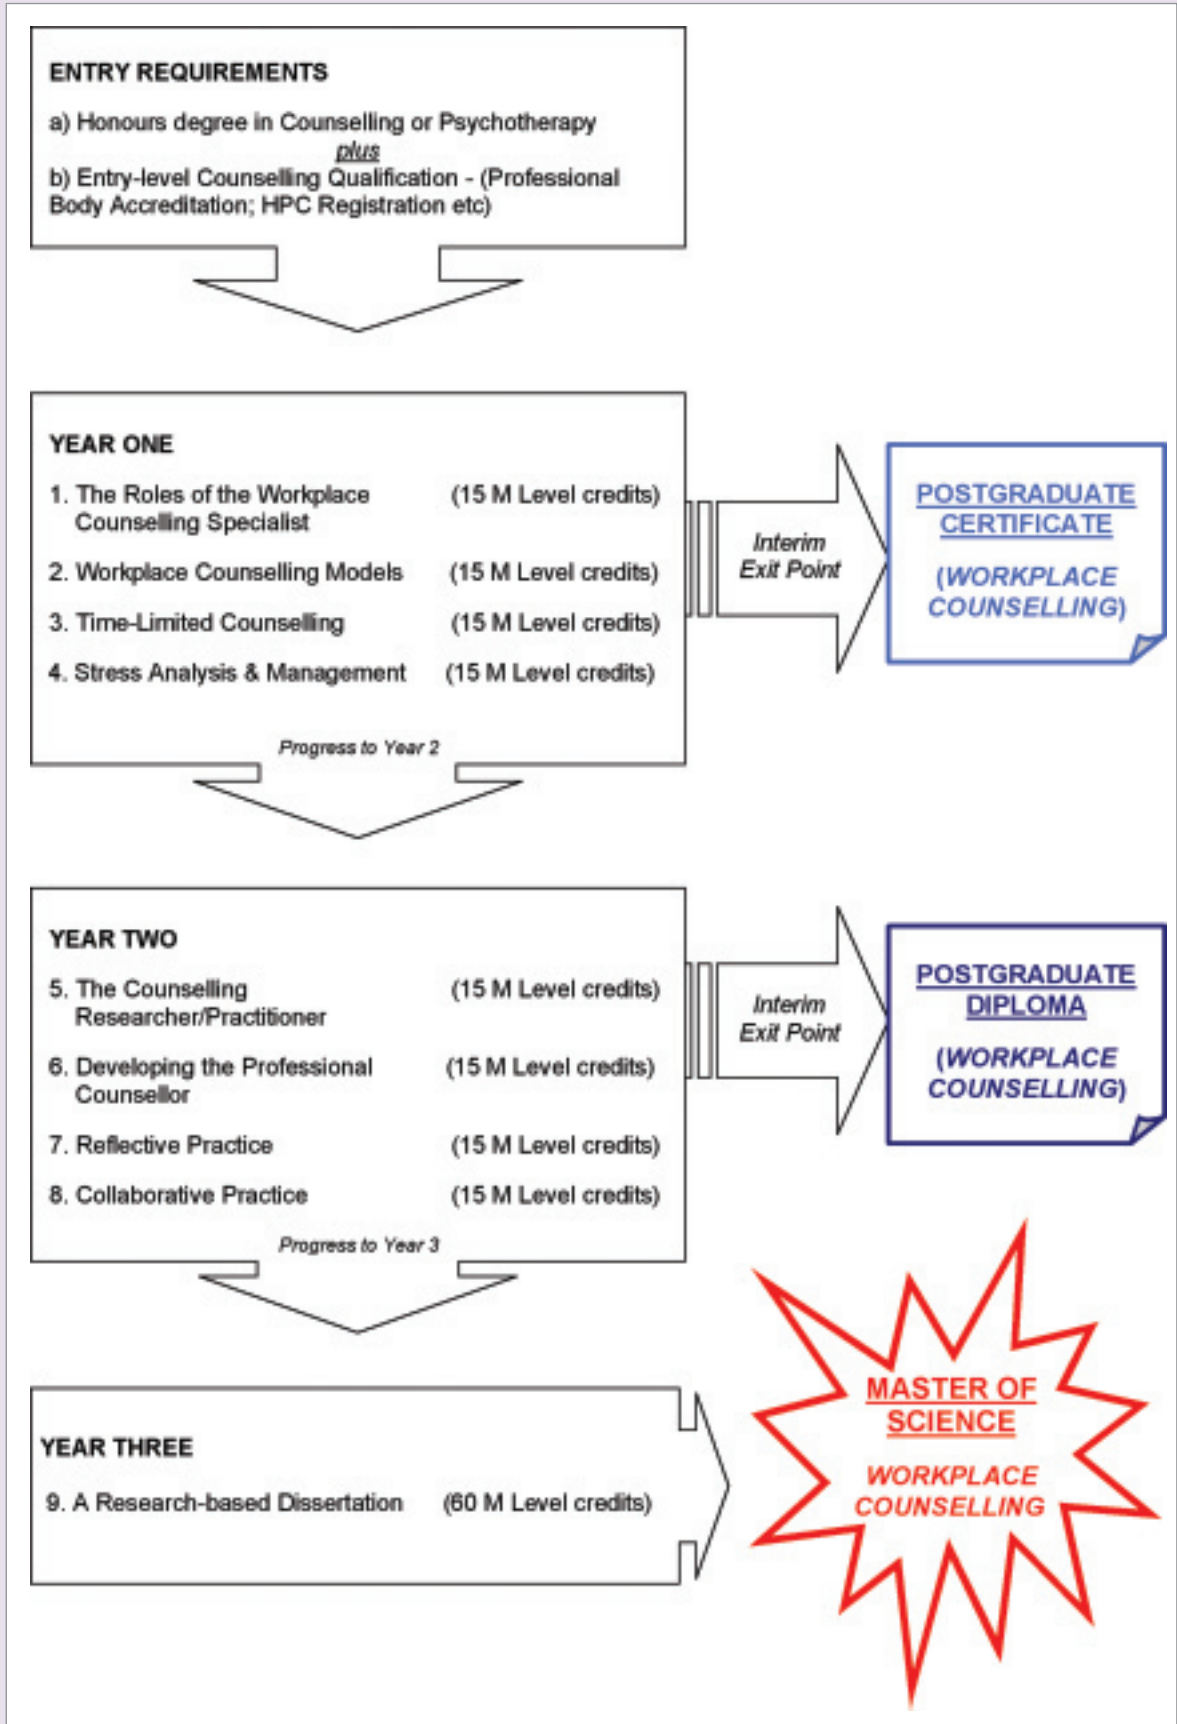 ENTRY REQUIREMENTS
a) Honours degree in Counselling or Psychotherapy
plus
b) Entry-level Counselling Qualification - (Professional
Body Accreditation; HPC Registration etc)
YEAR ONE
1. The Roles of the Workplace (15 M Level credits)
Counselling Specialist
2. Workplace Counselling Models (15 M Level credits)
3. Time-Limited Counselling (15 M Level credits)
4. Stress Analysis & Management (15 M Level credits)
Progress to Year 2
Interim
Exit Point
POSTGRADUATE
CERTIFICATE
(WORKPLACE
COUNSELLING)
YEAR TWO
5. The Counselling (15 M Level credits)
Researcher/Practitioner
6. Developing the Professional (15 M Level credits)
Counsellor
7. Reflective Practice (15 M Level credits)
8. Collaborative Practice (15 M Level credits)
Progress to Year 3
Interim
Exit Point
POSTGRADUATE
DIPLOMA
(WORKPLACE
COUNSELLING)
YEAR THREE
9. A Research-based Dissertation (60 M Level credits)
MASTER OF
SCIENCE
WORKPLACE
COUNSELLING